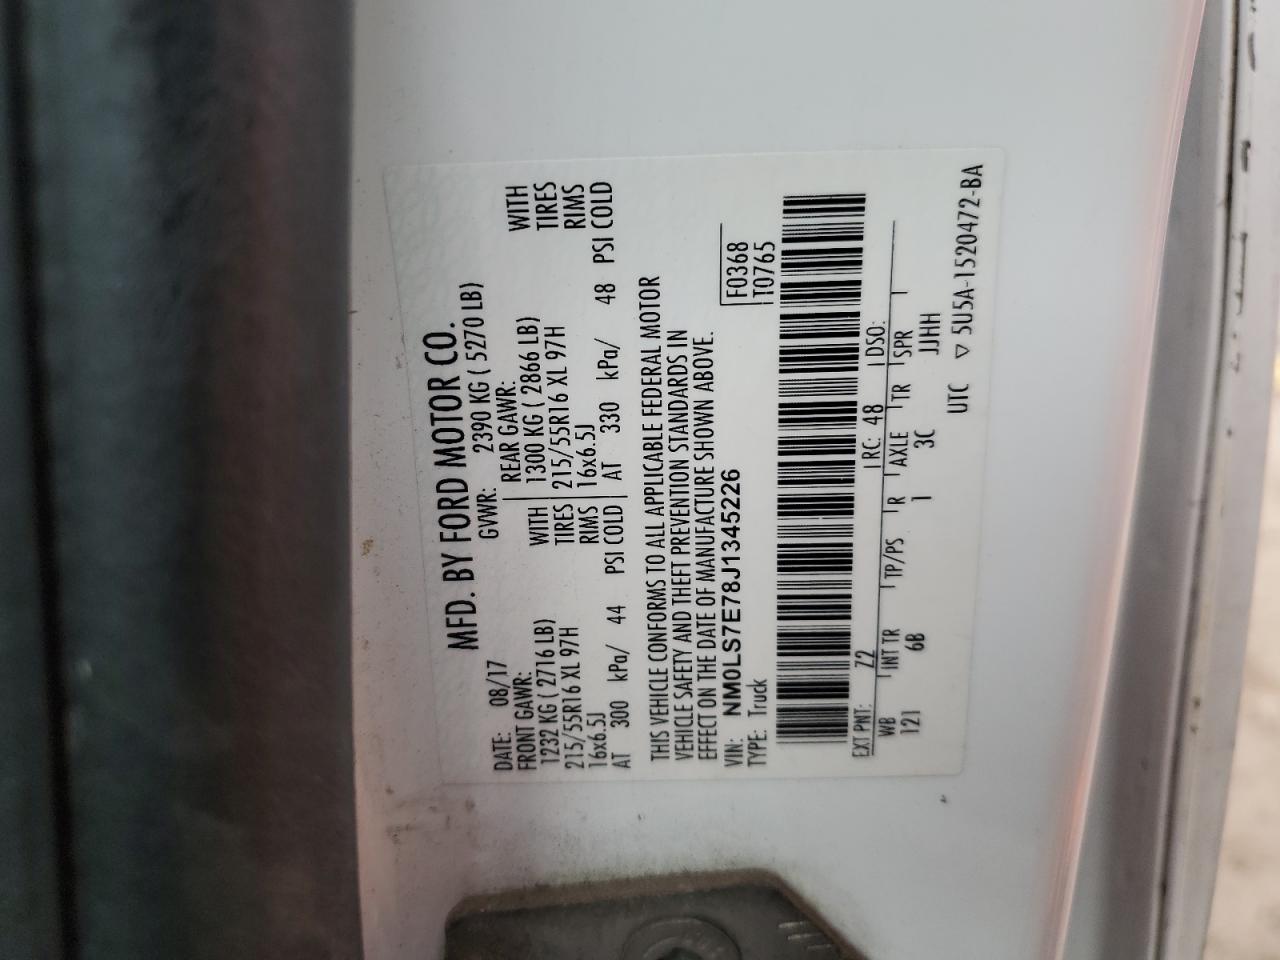 MFD. BY FORD MOTOR CO.
DATE: 08/17 GVWR: 2390 KG ( 5270 LB)
FRONT GAWR: REAR GAWR:
1232 KG ( 2716 LB) WITH 1300 KG ( 2866 LB) WITH
215/55R16 XL 97H TIRES 215/55R16 XL 97H TIRES
16x6.5J RIMS 16x6.5J RIMS
AT 300 kPa/ 44 PSI COLD AT 330 kPa/ 48 PSI COLD
THIS VEHICLE CONFORMS TO ALL APPLICABLE FEDERAL MOTOR
VEHICLE SAFETY AND THEFT PREVENTION STANDARDS IN
EFFECT ON THE DATE OF MANUFACTURE SHOWN ABOVE.
VIN: NM0LS7E78J1345226 F0368
TYPE: Truck T0765
EXT PNT: Z2 RC: 48 DSO:
WB INT TR TP/PS R AXLE TR SPR
121 6B 1 3C JJHH
UTC ▽ 5U5A-1520472-BA